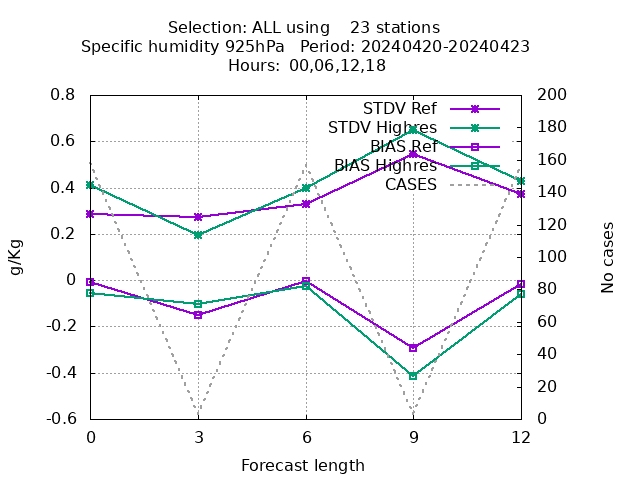 Selection: ALL using 23 stations
Specific humidity 925hPa Period: 20240420-20240423
Hours: 00,06,12,18
0.8
0.6
0.4
0.2
0
-0.2
-0.4
-0.6
200
180
160
140
120
100
80
60
40
20
0
STDV Ref
STDV Highres
BIAS Ref
BIAS Highres
CASES
g/Kg
No cases
0 3 6 9 12
Forecast length